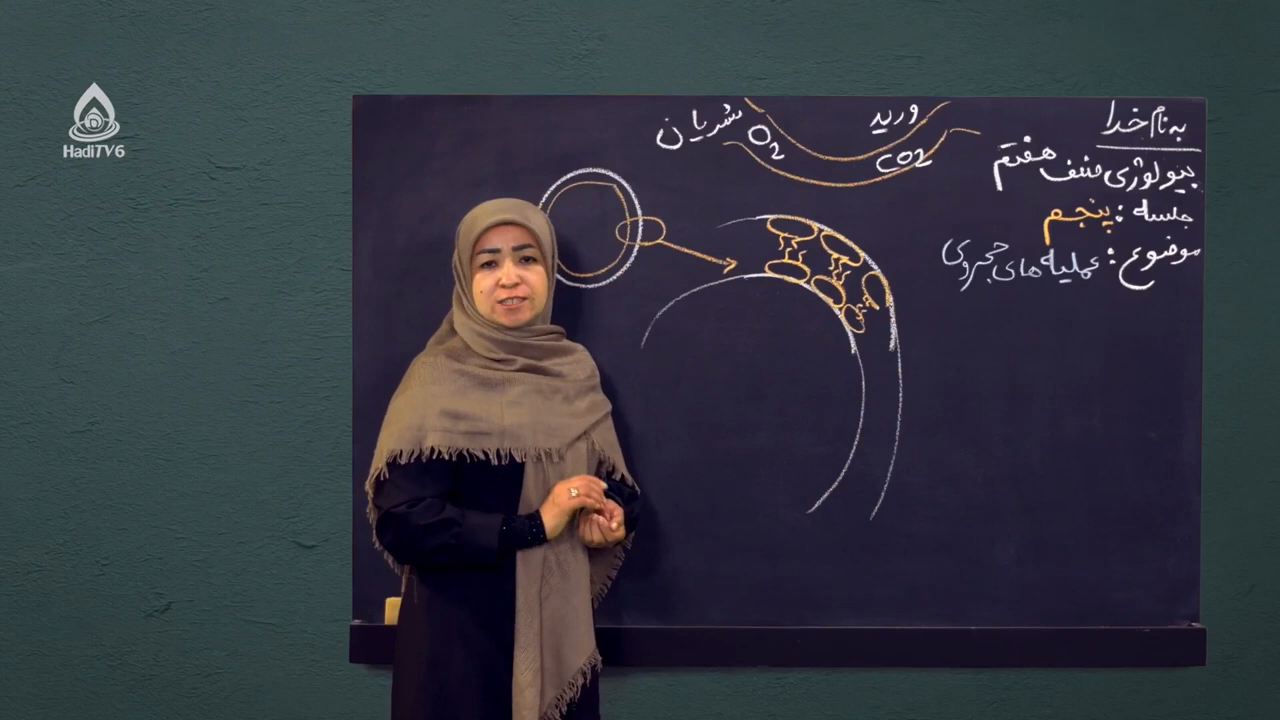 به نام خدا
بیولوژی صنف هفتم
جلسه : پنجم
موضوع : عملیه های حجروی
ورید
CO2
شریان
O2
HadiTV6